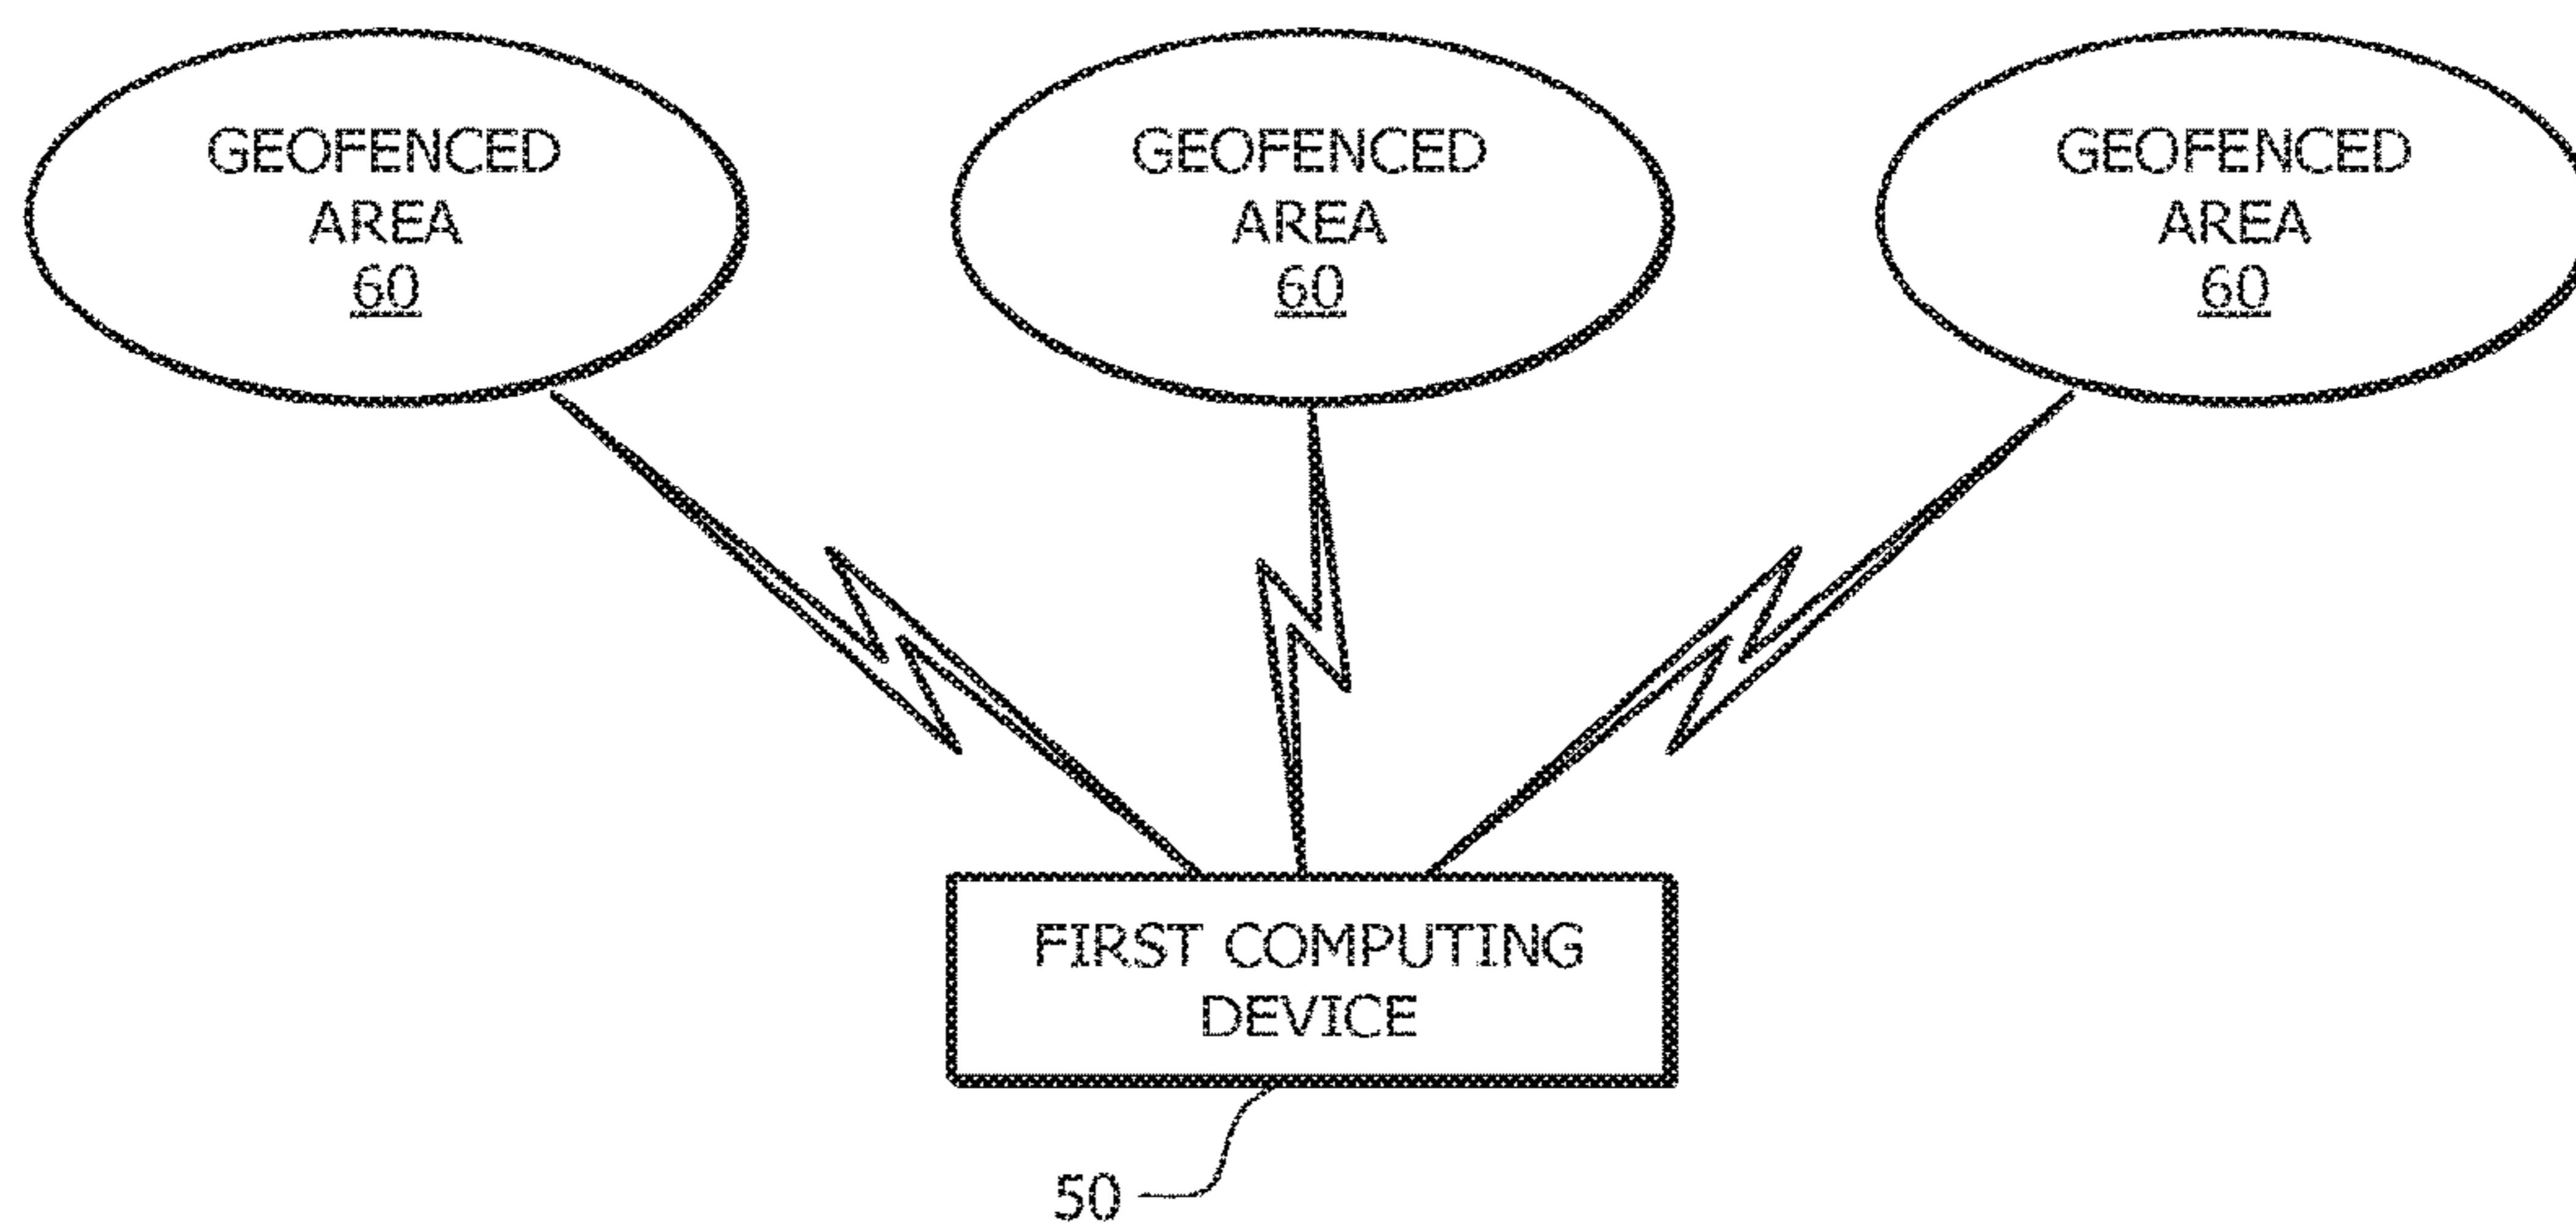 GEOFENCED
AREA
60
GEOFENCED
AREA
60
GEOFENCED
AREA
60
FIRST COMPUTING
DEVICE
50